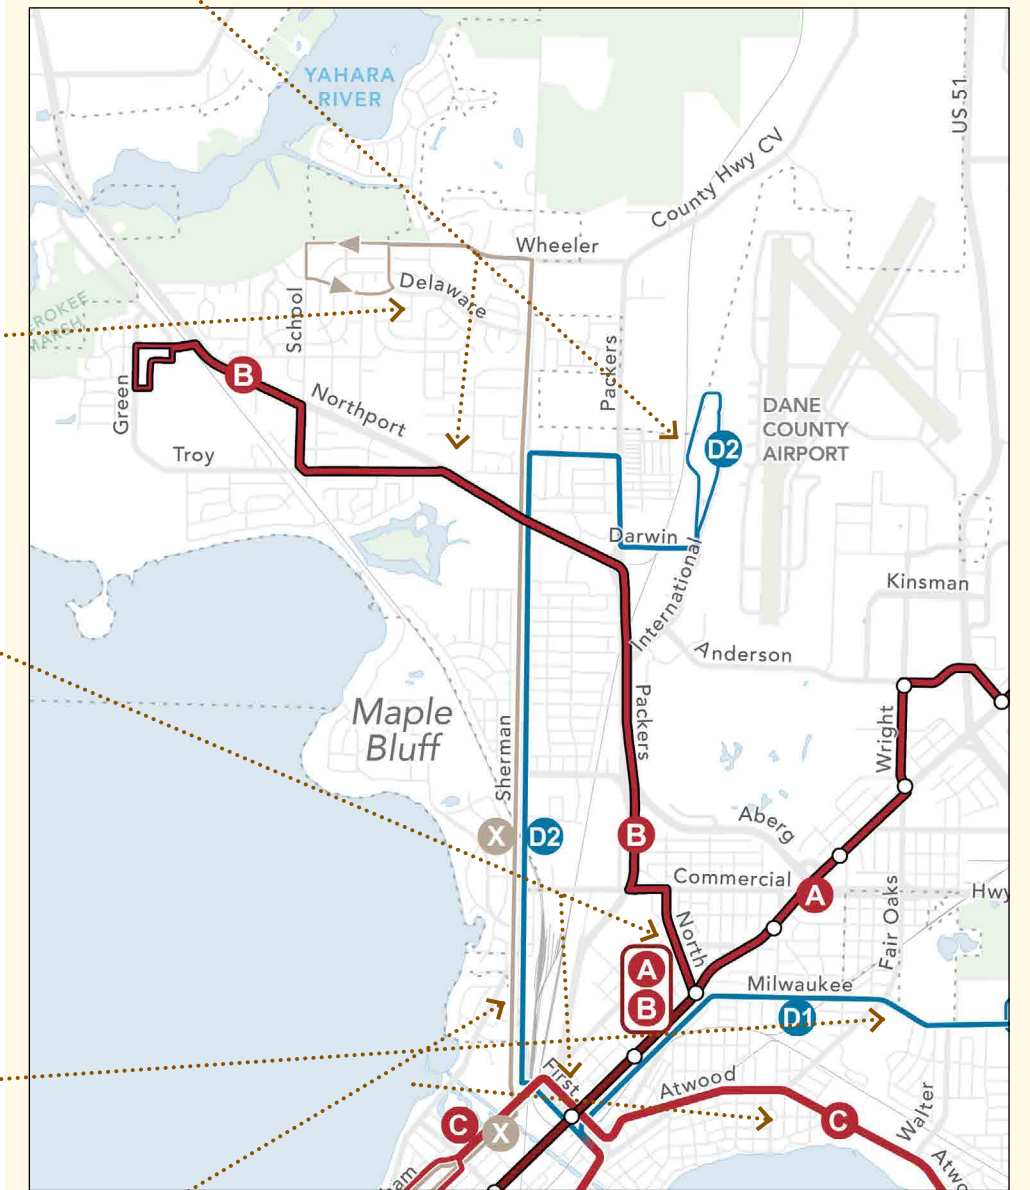 YAHARA
RIVER
US 51
County Hwy CV
Wheeler
Delaware
School
MARSH
Green
B
Northport
Packers
Troy
DANE
COUNTY
AIRPORT
D2
Darwin
International
Kinsman
Anderson
Maple
Bluff
Sherman
Packers
Wright
X
D2
B
Aberg
Commercial
A
Hwy
Fair Oaks
North
A
B
Milwaukee
D1
First
Atwood
C
X
C
Walter